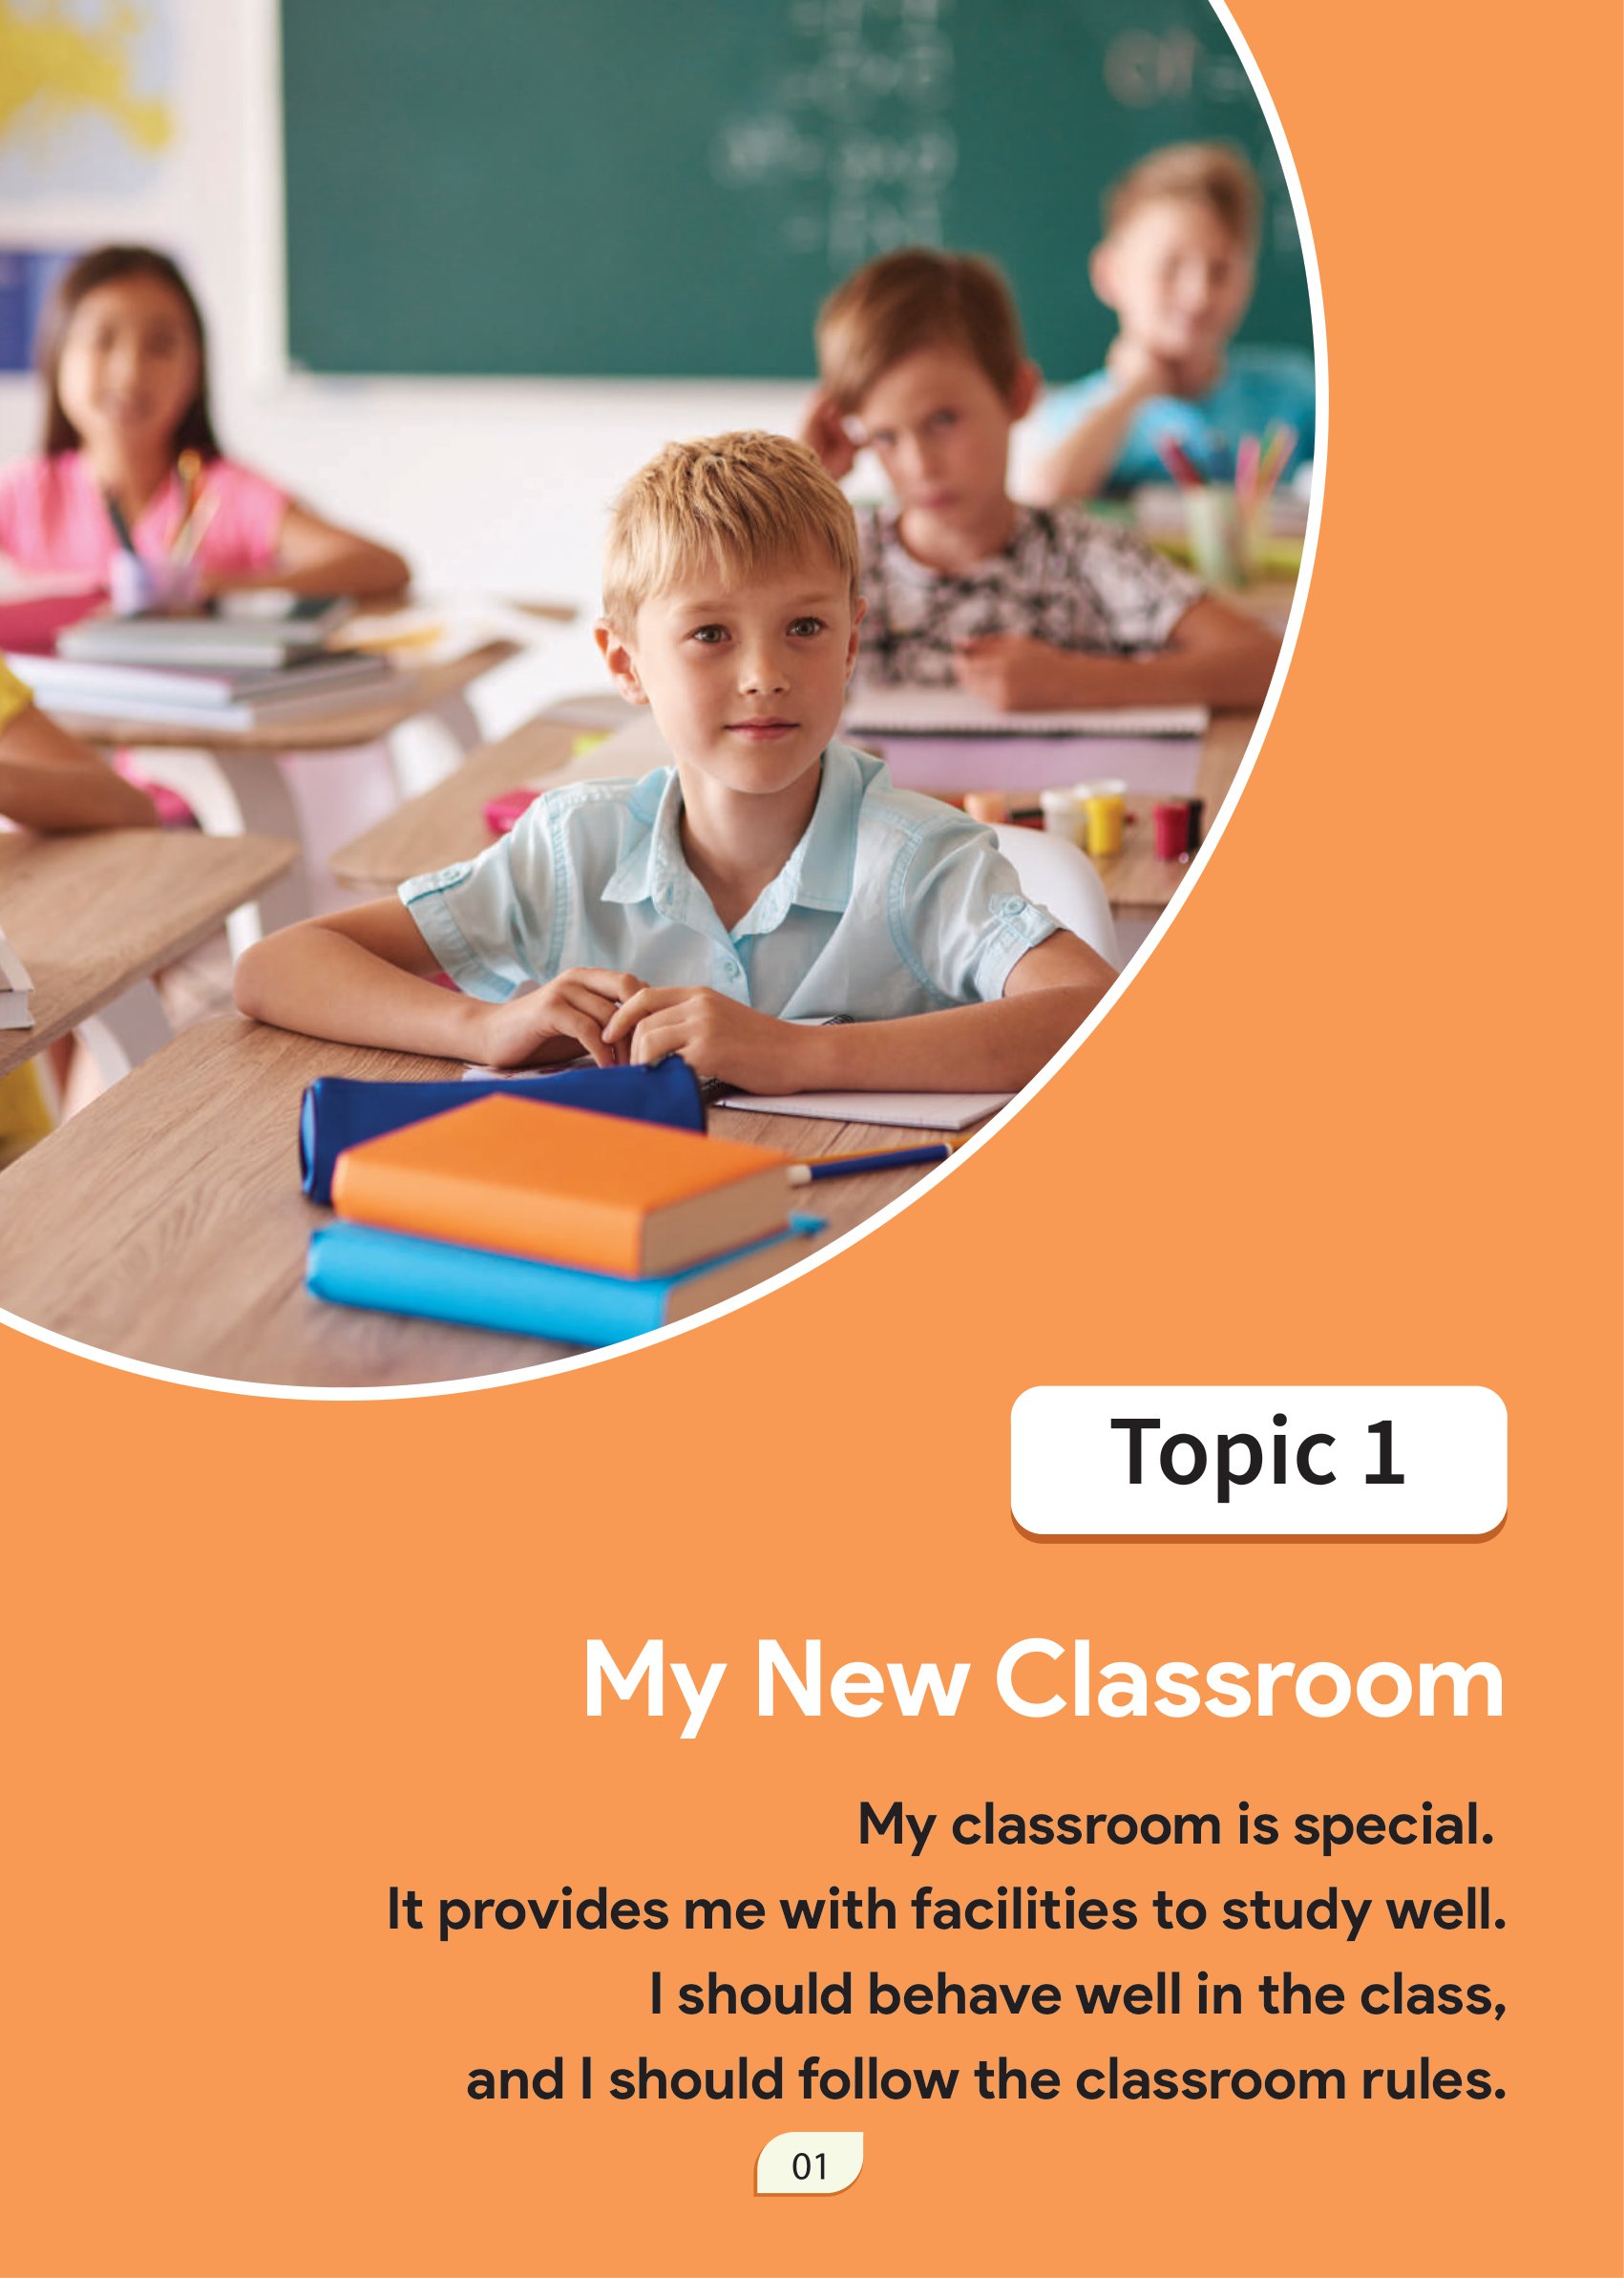 Topic 1
My New Classroom
My classroom is special.
It provides me with facilities to study well.
I should behave well in the class,
and I should follow the classroom rules.
01